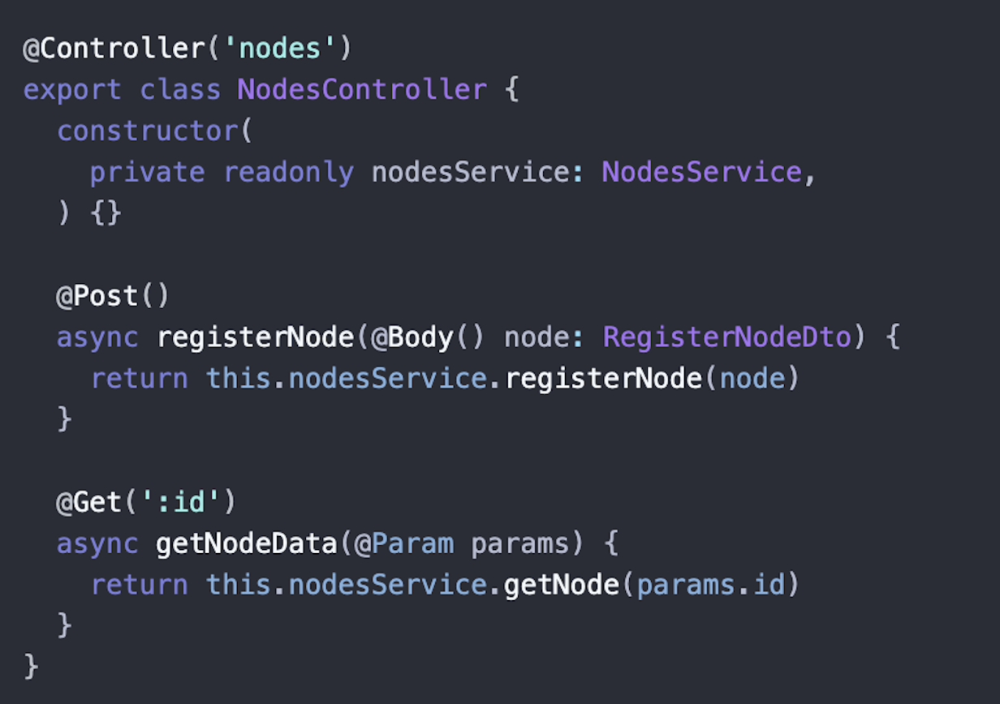 @Controller('nodes')
export class NodesController {
  constructor(
    private readonly nodesService: NodesService,
  ) {}

  @Post()
  async registerNode(@Body() node: RegisterNodeDto) {
    return this.nodesService.registerNode(node)
  }

  @Get(':id')
  async getNodeData(@Param params) {
    return this.nodesService.getNode(params.id)
  }
}